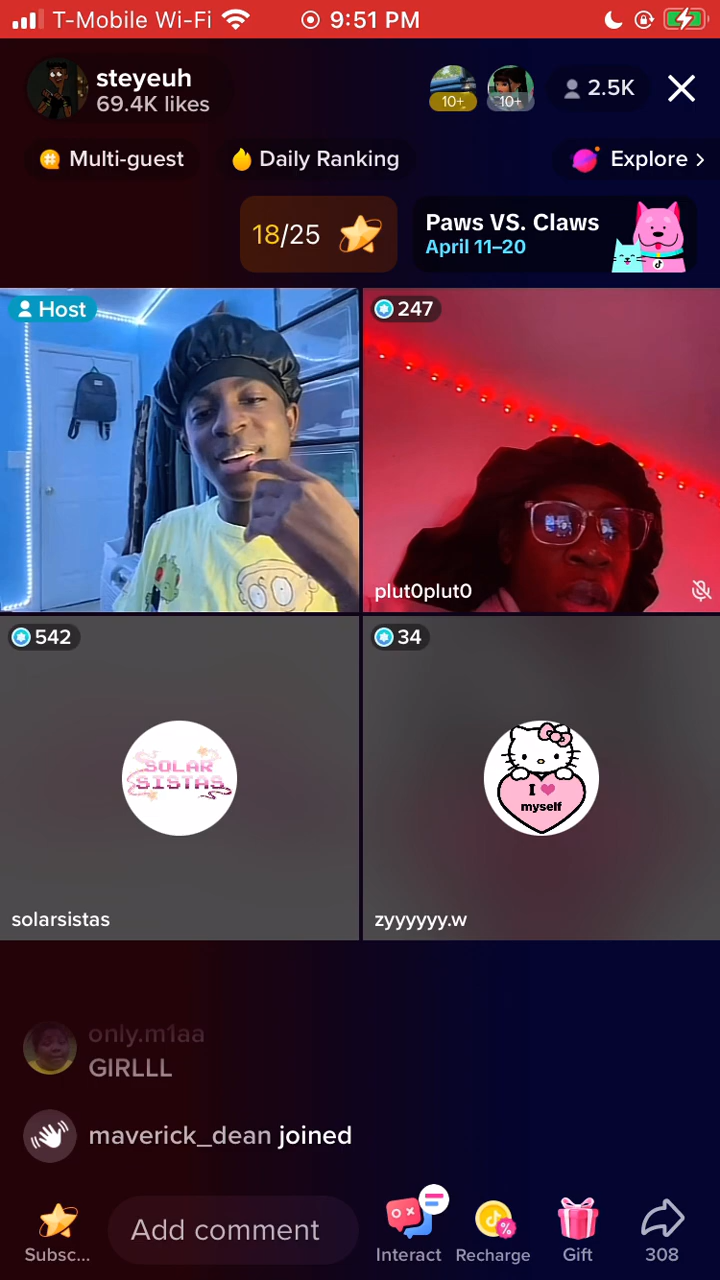 T-Mobile Wi-Fi 9:51 PM
steyeuh
69.4K likes
10+
10+
2.5K
Multi-guest
Daily Ranking
Explore >
18/25
Paws VS. Claws
April 11–20
Host
247
plut0plut0
542
34
SOLAR
SISTAS
I
myself
solarsistas
zyyyyyy.w
only.m1aa
GIRLLL
maverick_dean joined
Subsc...
Add comment
Interact
Recharge
Gift
308